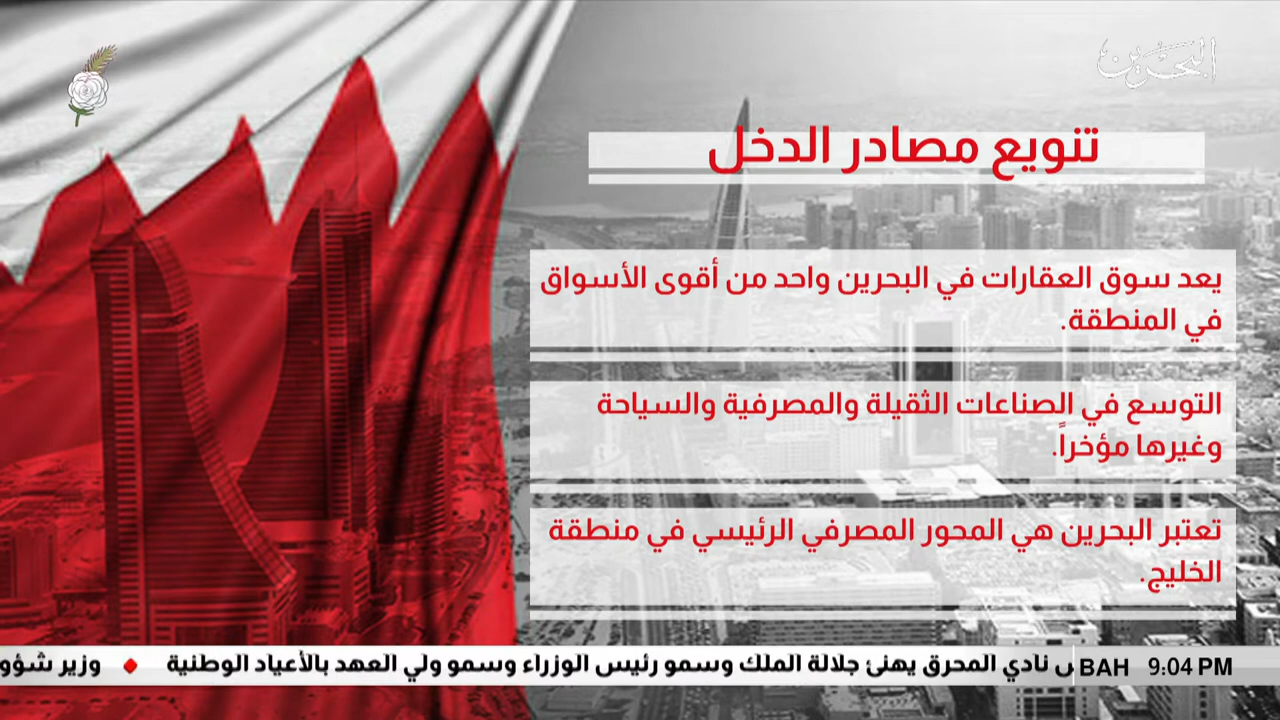 البحرين
تنويع مصادر الدخل
يعد سوق العقارات في البحرين واحد من أقوى الأسواق
في المنطقة.
التوسع في الصناعات الثقيلة والمصرفية والسياحة
وغيرها مؤخراً.
تعتبر البحرين هي المحور المصرفي الرئيسي في منطقة
الخليج.
نادي المحرق يهنئ جلالة الملك وسمو رئيس الوزراء وسمو ولي العهد بالأعياد الوطنية ♦ وزير
BAH 9:04 PM